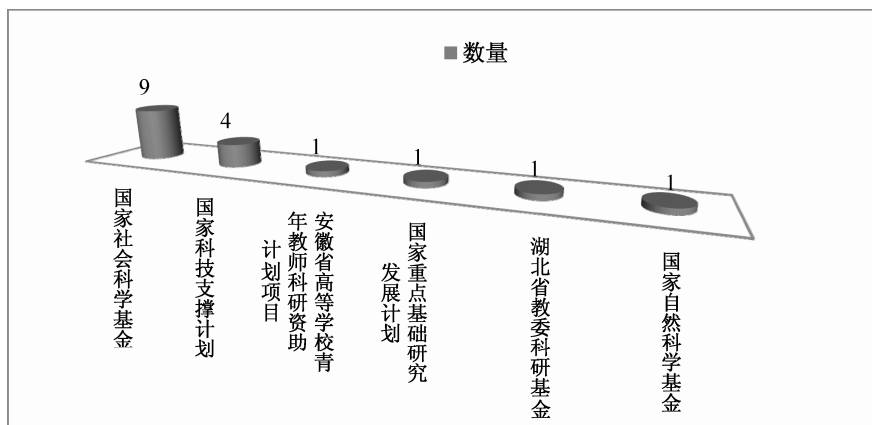 数量
9
4
1
1
1
1
国家社会科学基金
国家科技支撑计划
安徽省高等学校青
年教师科研资助
计划项目
国家重点基础研究
发展计划
湖北省教委科研基金
国家自然科学基金